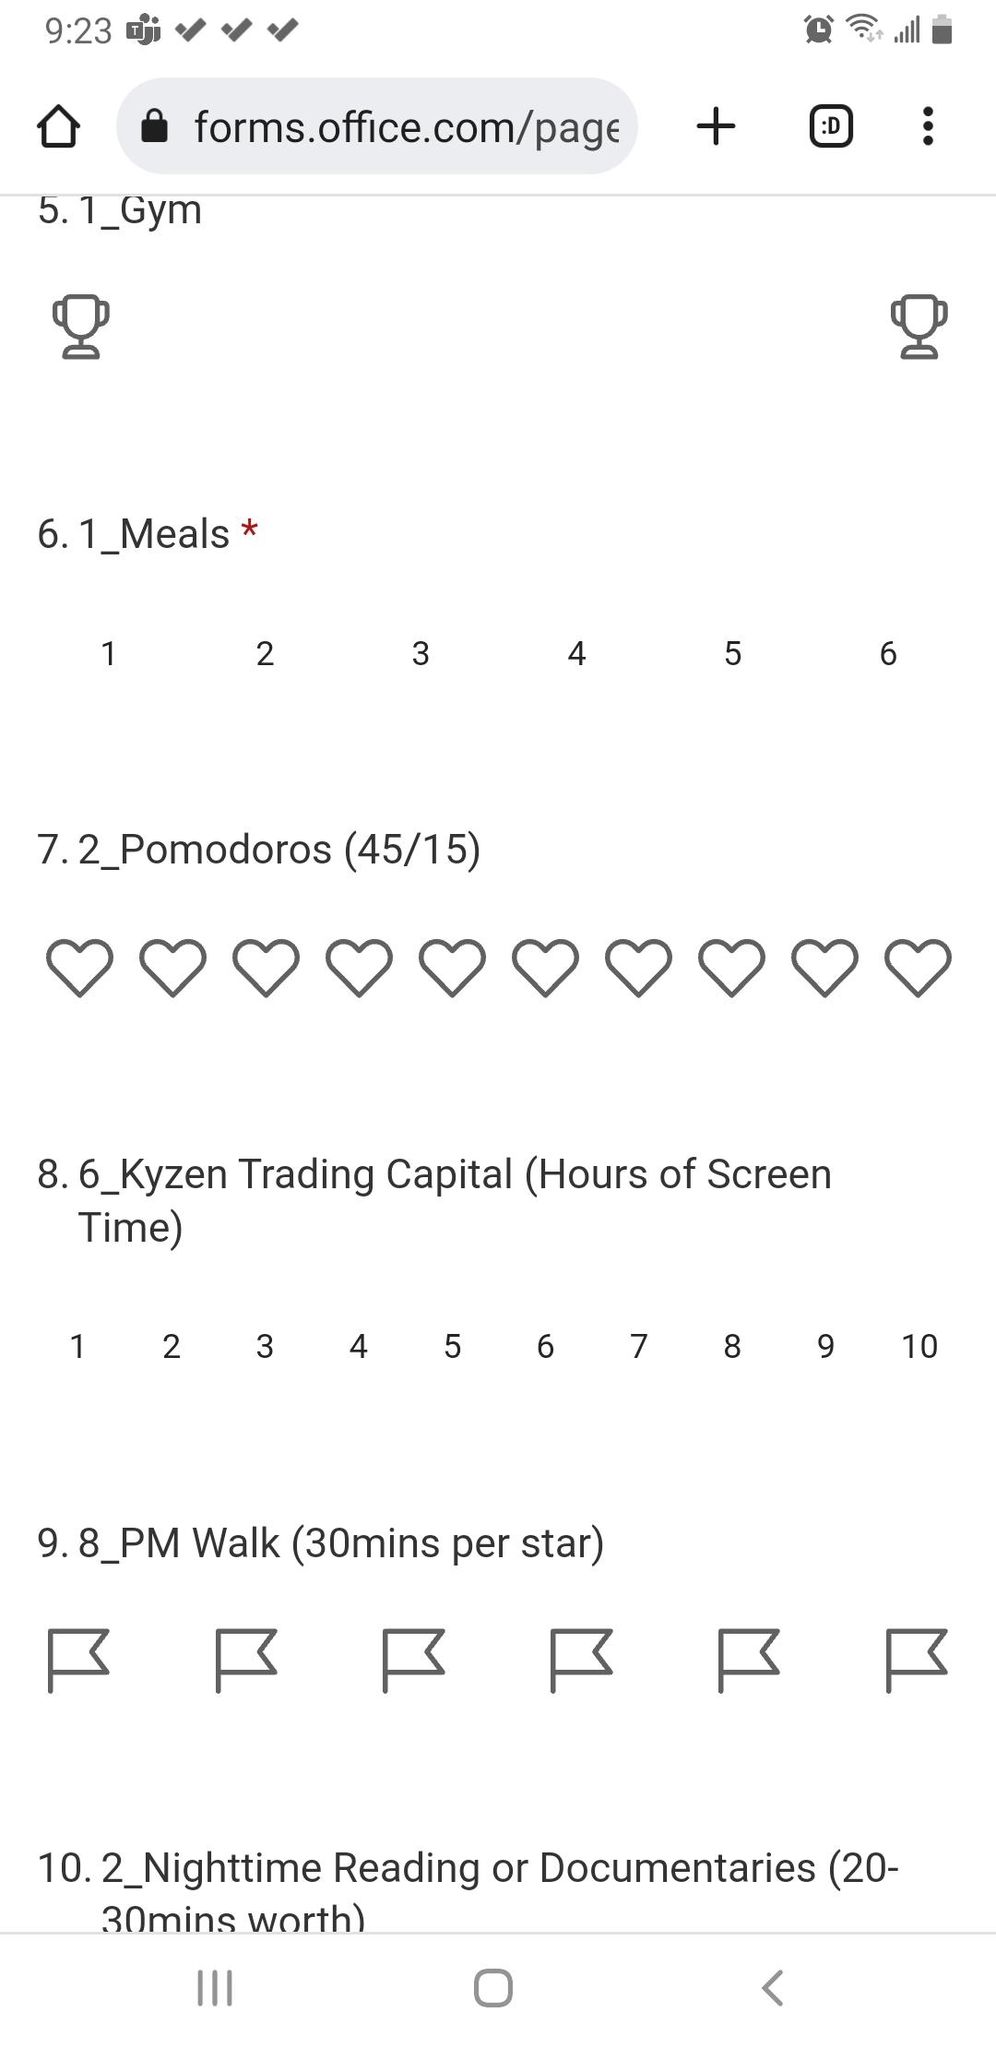 9:23
forms.office.com/page
:D
5. 1_Gym
6. 1_Meals *
1 2 3 4 5 6
7. 2_Pomodoros (45/15)
8. 6_Kyzen Trading Capital (Hours of Screen
Time)
1 2 3 4 5 6 7 8 9 10
9. 8_PM Walk (30mins per star)
10. 2_Nighttime Reading or Documentaries (20-
30mins worth)